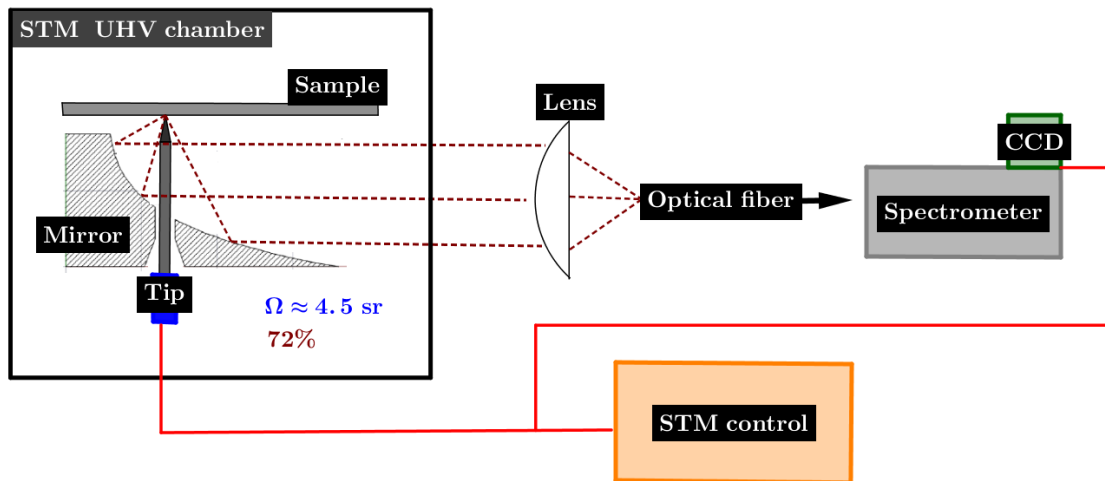 STM UHV chamber
Sample
Lens
CCD
Optical fiber
Spectrometer
Mirror
Tip
Ω ≈ 4.5 sr
72%
STM control